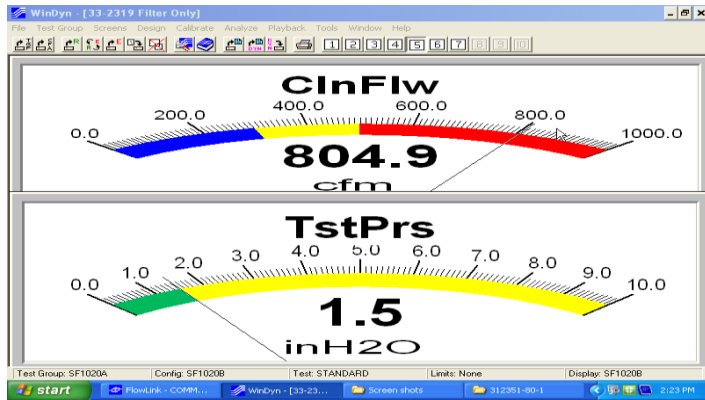 WinDyn - [33-2319 Filter Only]
File Test Group Screens Design Calibrate Analyze Playback Tools Window Help
1 2 3 4 5 6 7 8 9 10
ClnFlw
0.0 200.0 400.0 600.0 800.0 1000.0
804.9
cfm
TstPrs
0.0 1.0 2.0 3.0 4.0 5.0 6.0 7.0 8.0 9.0 10.0
1.5
inH2O
Test Group: SF1020A Config: SF1020B Test: STANDARD Limits: None Display: SF1020B
start FlowLink - COMM... WinDyn - [33-23... Screen shots 312351-80-1 2:23 PM